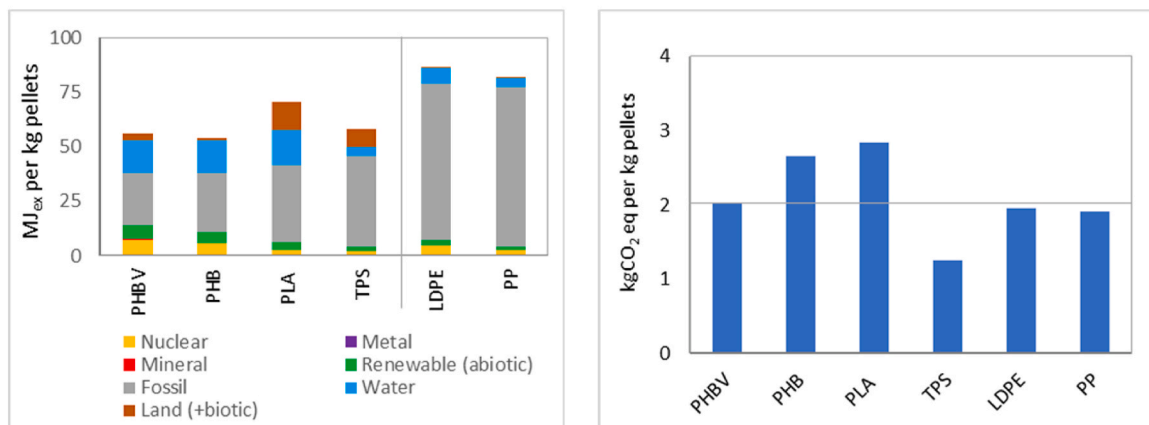 100
75
50
25
0
MJex per kg pellets
PHBV
PHB
PLA
TPS
LDPE
PP
Nuclear
Metal
Mineral
Renewable (abiotic)
Fossil
Water
Land (+biotic)
4
3
2
1
0
kgCO2 eq per kg pellets
PHBV
PHB
PLA
TPS
LDPE
PP